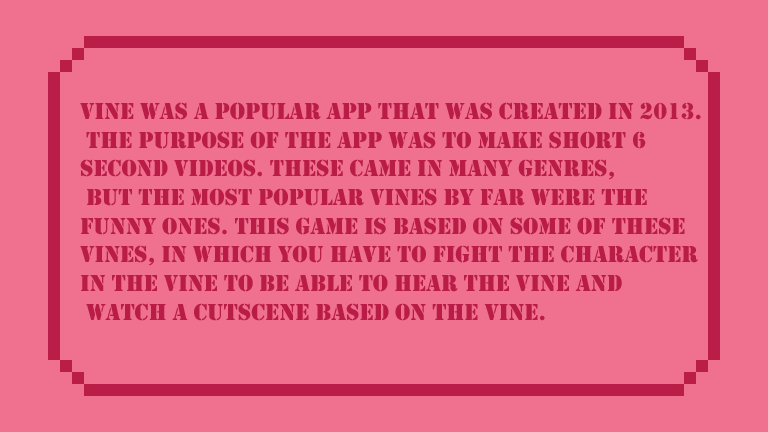 VINE WAS A POPULAR APP THAT WAS CREATED IN 2013.
THE PURPOSE OF THE APP WAS TO MAKE SHORT 6
SECOND VIDEOS. THESE CAME IN MANY GENRES,
BUT THE MOST POPULAR VINES BY FAR WERE THE
FUNNY ONES. THIS GAME IS BASED ON SOME OF THESE
VINES, IN WHICH YOU HAVE TO FIGHT THE CHARACTER
IN THE VINE TO BE ABLE TO HEAR THE VINE AND
WATCH A CUTSCENE BASED ON THE VINE.